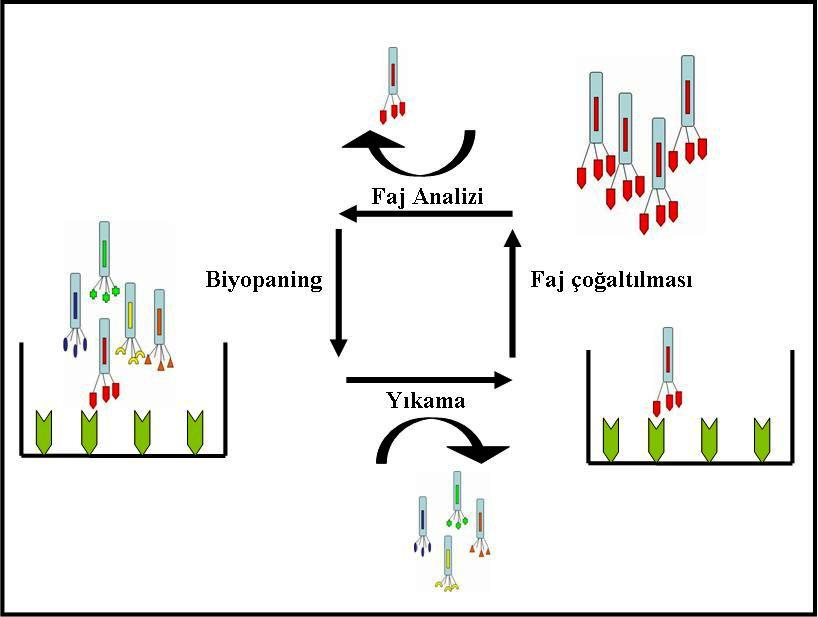 Faj Analizi
Biyopaning
Faj çoğaltılması
Yıkama